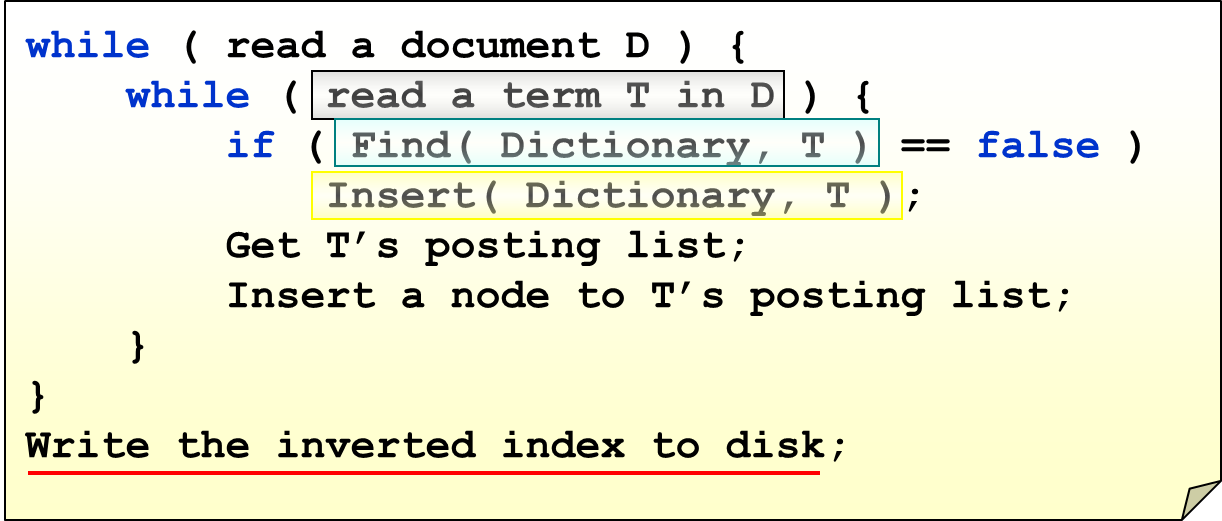 while ( read a document D ) {
    while ( read a term T in D ) {
        if ( Find( Dictionary, T ) == false )
            Insert( Dictionary, T );
        Get T’s posting list;
        Insert a node to T’s posting list;
    }
}
Write the inverted index to disk;